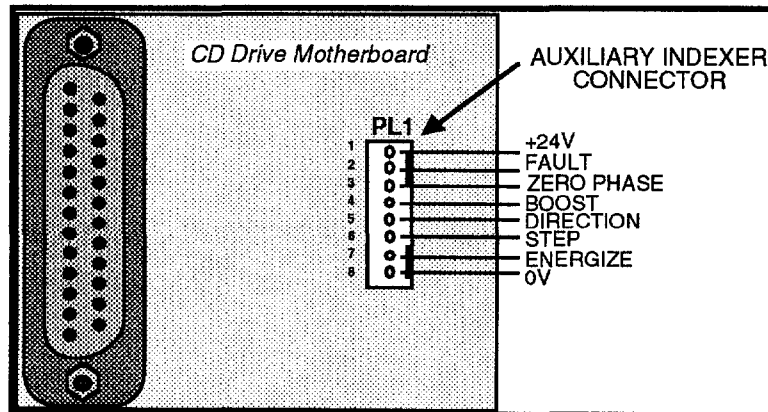 CD Drive Motherboard
AUXILIARY INDEXER
CONNECTOR
PL1
1 +24V
2 FAULT
3 ZERO PHASE
4 BOOST
5 DIRECTION
6 STEP
7 ENERGIZE
8 0V